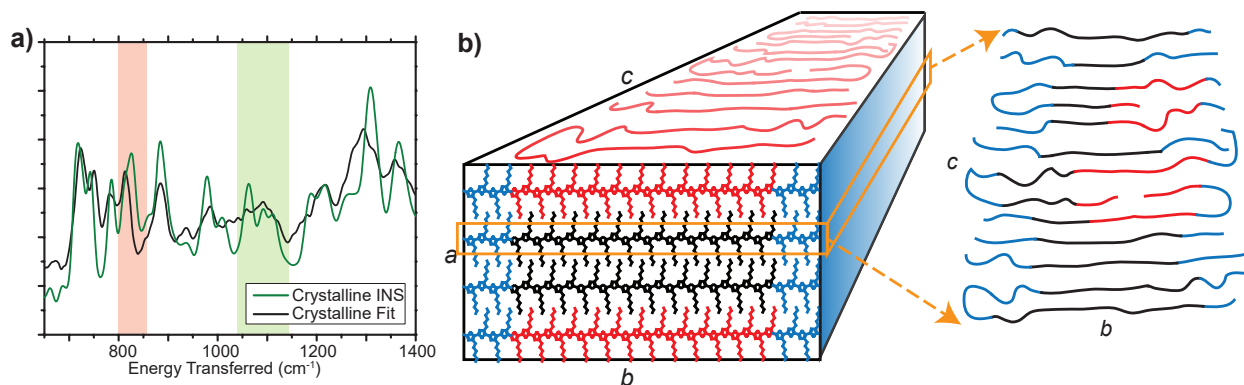 a)
Crystalline INS
Crystalline Fit
800
1000
1200
1400
Energy Transferred (cm⁻¹)
b)
c
a
b
c
b